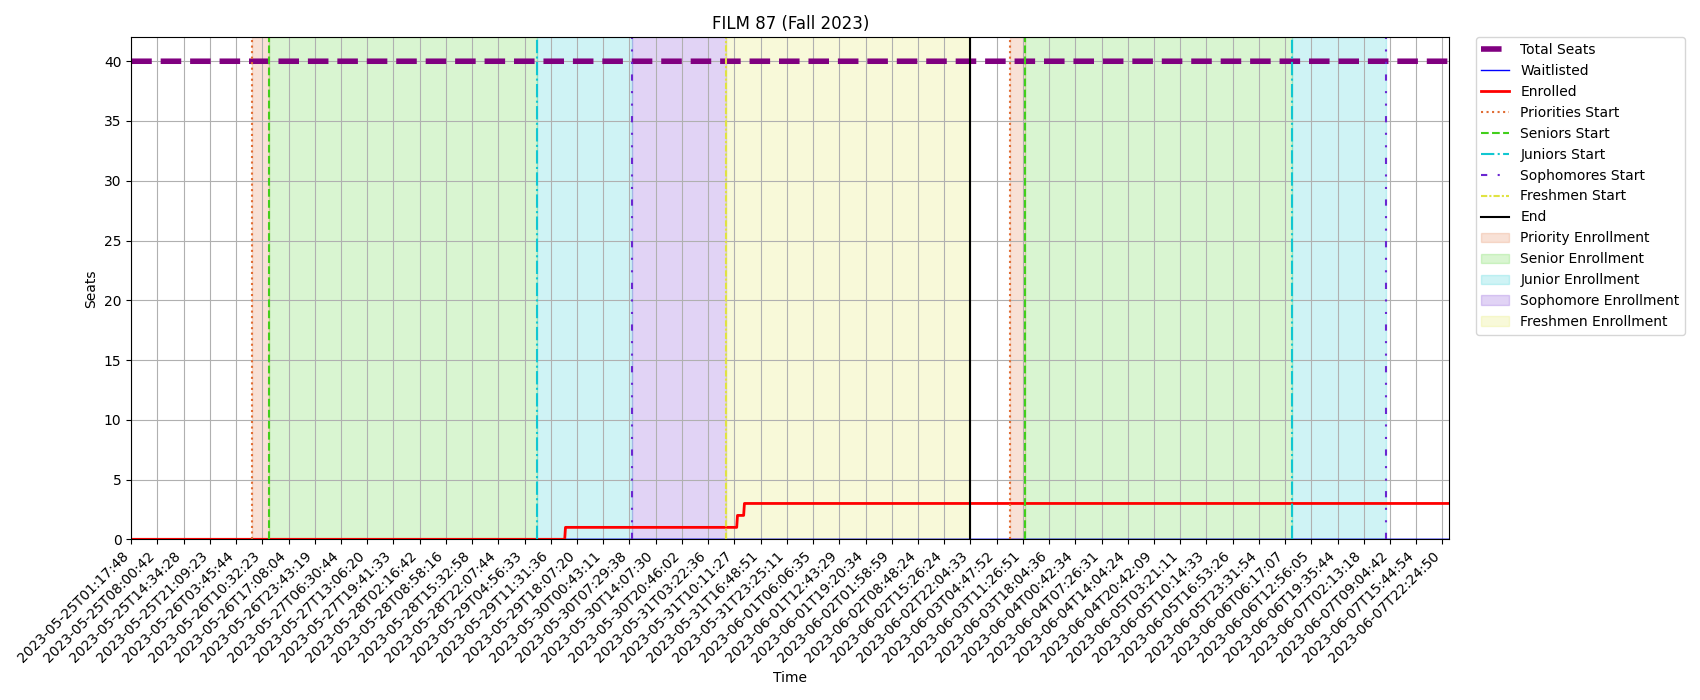 FILM 87 (Fall 2023)
Seats
40
35
30
25
20
15
10
5
0
2023-05-25T01:17:48
2023-05-25T08:00:42
2023-05-25T14:34:28
2023-05-25T21:09:23
2023-05-26T03:45:44
2023-05-26T10:32:23
2023-05-26T17:08:04
2023-05-26T23:43:19
2023-05-27T06:30:44
2023-05-27T13:06:20
2023-05-27T19:41:33
2023-05-28T02:16:42
2023-05-28T08:58:16
2023-05-28T15:32:58
2023-05-28T22:07:44
2023-05-29T04:56:33
2023-05-29T11:31:36
2023-05-29T18:07:20
2023-05-30T00:43:11
2023-05-30T07:29:38
2023-05-30T14:07:30
2023-05-30T20:46:02
2023-05-31T03:22:36
2023-05-31T10:11:27
2023-05-31T16:48:51
2023-05-31T23:25:11
2023-06-01T06:06:35
2023-06-01T12:43:29
2023-06-01T19:20:34
2023-06-02T01:58:59
2023-06-02T08:48:24
2023-06-02T15:26:24
2023-06-02T22:04:33
2023-06-03T04:47:52
2023-06-03T11:26:51
2023-06-03T18:04:36
2023-06-04T00:42:34
2023-06-04T07:26:31
2023-06-04T14:04:24
2023-06-04T20:42:09
2023-06-05T03:21:11
2023-06-05T10:14:33
2023-06-05T16:53:26
2023-06-05T23:31:54
2023-06-06T06:17:07
2023-06-06T12:56:05
2023-06-06T19:35:44
2023-06-07T02:13:18
2023-06-07T09:04:42
2023-06-07T15:44:54
2023-06-07T22:24:50
Time
Total Seats
Waitlisted
Enrolled
Priorities Start
Seniors Start
Juniors Start
Sophomores Start
Freshmen Start
End
Priority Enrollment
Senior Enrollment
Junior Enrollment
Sophomore Enrollment
Freshmen Enrollment